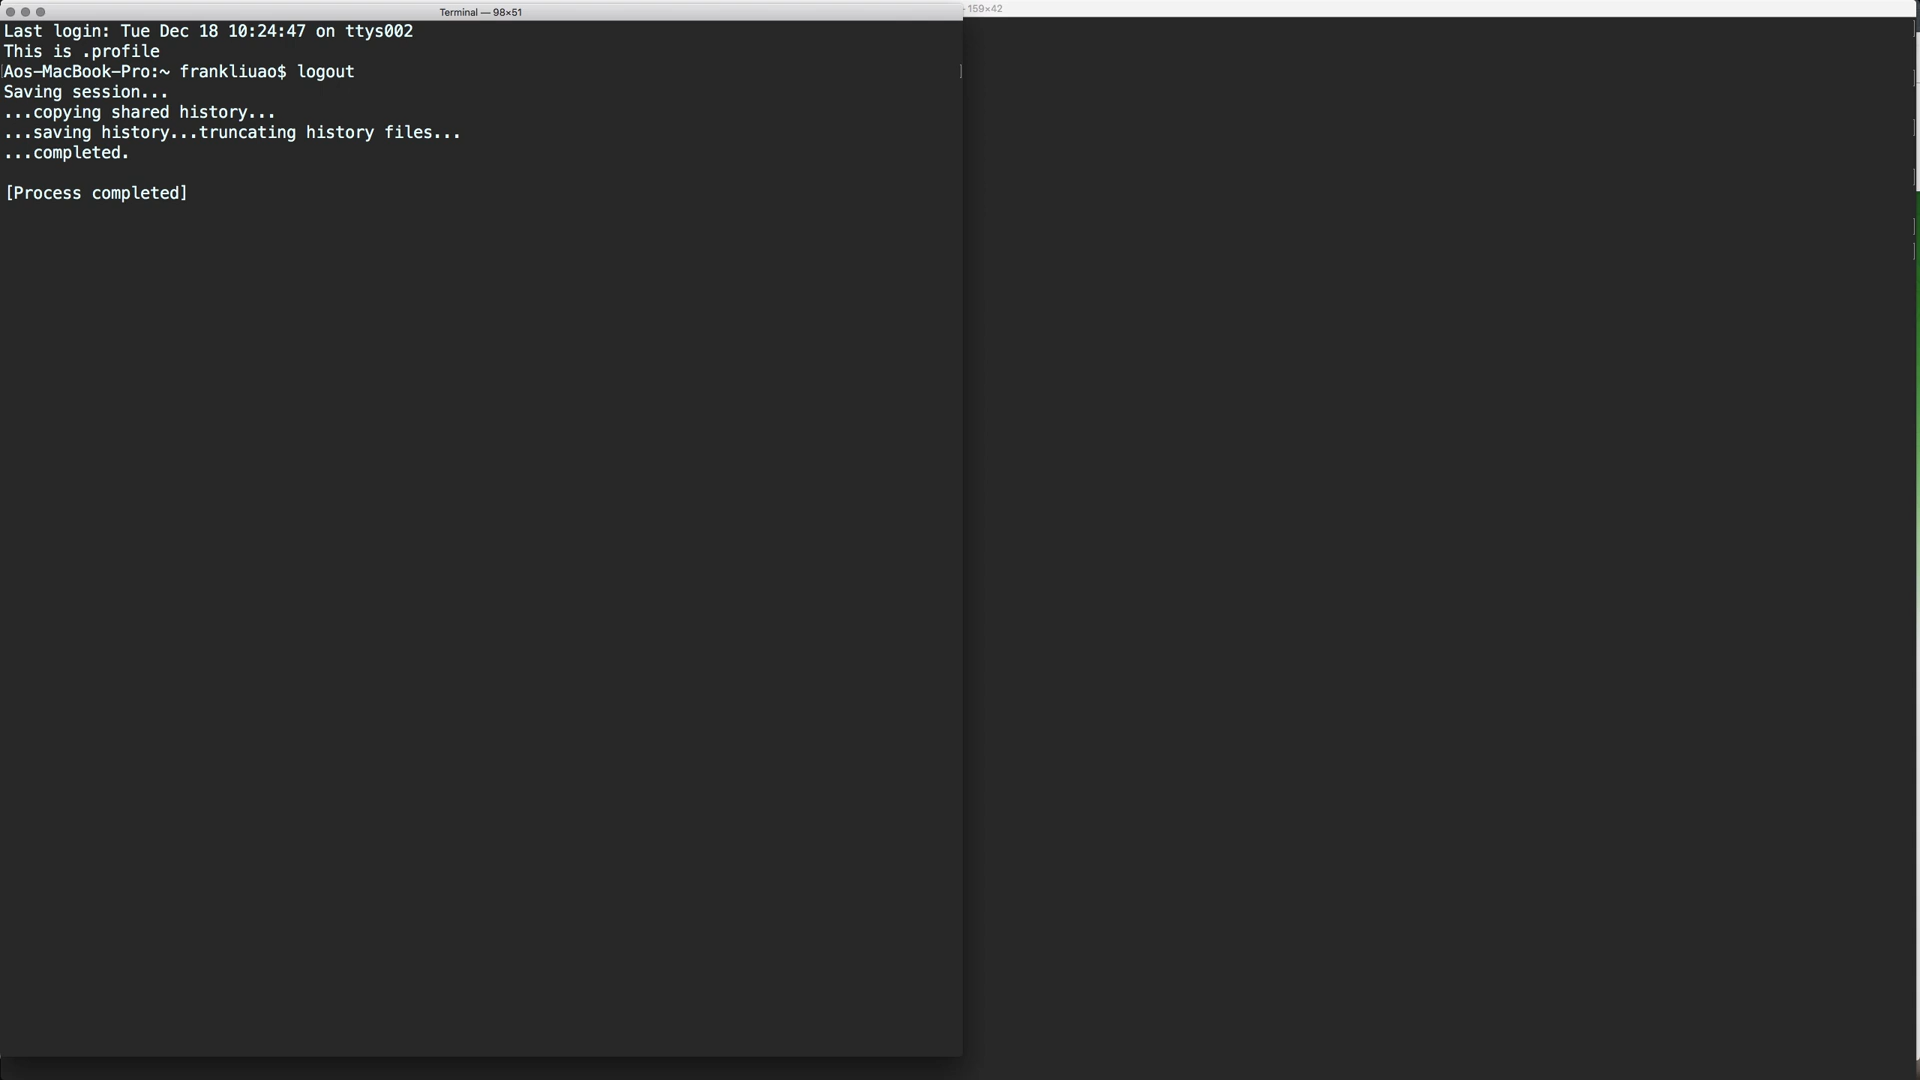 Terminal — 98×51
159×42
Last login: Tue Dec 18 10:24:47 on ttys002
This is .profile
Aos-MacBook-Pro:~ frankliuao$ logout
Saving session...
...copying shared history...
...saving history...truncating history files...
...completed.
[Process completed]